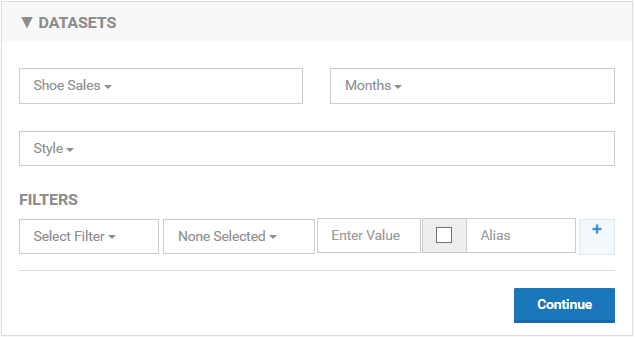 ▼ DATASETS
Shoe Sales Months
Style
FILTERS
Select Filter None Selected Enter Value Alias +
Continue